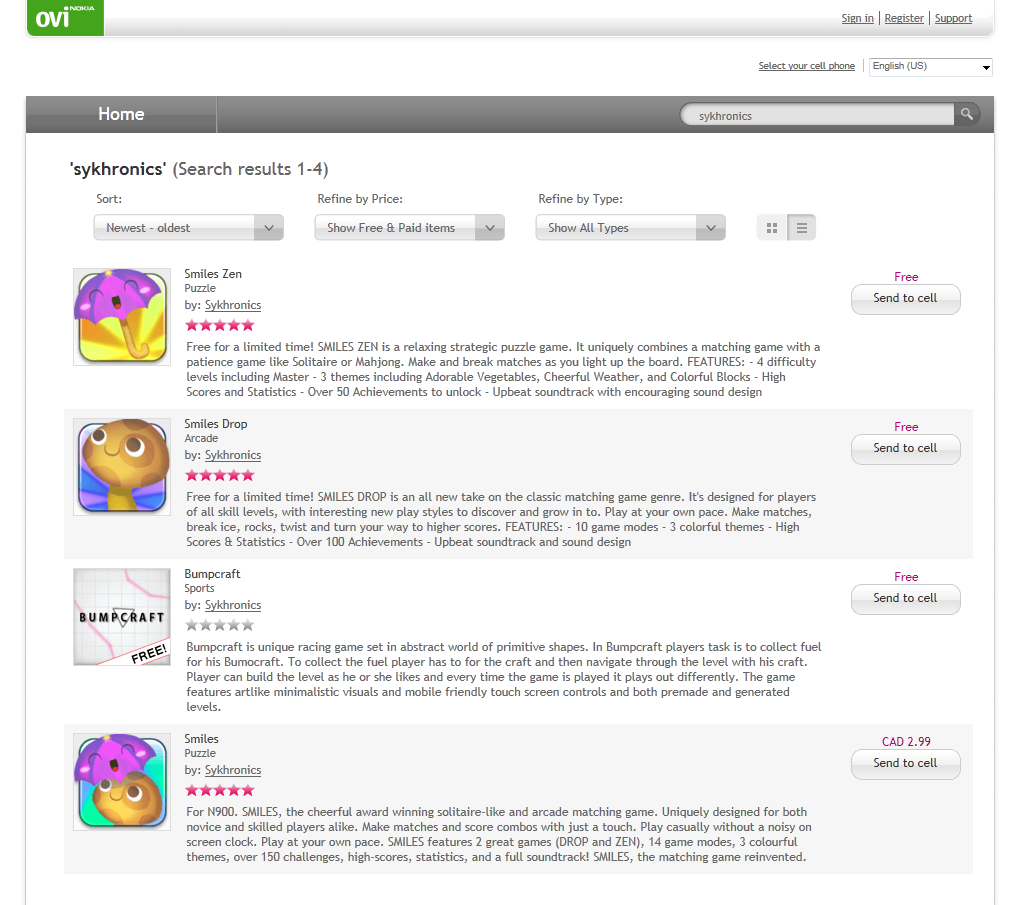 ovi NOKIA
Sign in | Register | Support
Select your cell phone | English (US)
Home
sykhronics
'sykhronics' (Search results 1-4)
Sort: Refine by Price: Refine by Type:
Newest - oldest Show Free & Paid items Show All Types
Smiles Zen
Free
Puzzle
Send to cell
by: Sykhronics
Free for a limited time! SMILES ZEN is a relaxing strategic puzzle game. It uniquely combines a matching game with a
patience game like Solitaire or Mahjong. Make and break matches as you light up the board. FEATURES: - 4 difficulty
levels including Master - 3 themes including Adorable Vegetables, Cheerful Weather, and Colorful Blocks - High
Scores and Statistics - Over 50 Achievements to unlock - Upbeat soundtrack with encouraging sound design
Smiles Drop
Free
Arcade
Send to cell
by: Sykhronics
Free for a limited time! SMILES DROP is an all new take on the classic matching game genre. It's designed for players
of all skill levels, with interesting new play styles to discover and grow in to. Play at your own pace. Make matches,
break ice, rocks, twist and turn your way to higher scores. FEATURES: - 10 game modes - 3 colorful themes - High
Scores & Statistics - Over 100 Achievements - Upbeat soundtrack and sound design
Bumpcraft
Free
Sports
Send to cell
by: Sykhronics
BUMPCRAFT
FREE!
Bumpcraft is unique racing game set in abstract world of primitive shapes. In Bumpcraft players task is to collect fuel
for his Bumocraft. To collect the fuel player has to for the craft and then navigate through the level with his craft.
Player can build the level as he or she likes and every time the game is played it plays out differently. The game
features artlike minimalistic visuals and mobile friendly touch screen controls and both premade and generated
levels.
Smiles
CAD 2.99
Puzzle
Send to cell
by: Sykhronics
For N900. SMILES, the cheerful award winning solitaire-like and arcade matching game. Uniquely designed for both
novice and skilled players alike. Make matches and score combos with just a touch. Play casually without a noisy on
screen clock. Play at your own pace. SMILES features 2 great games (DROP and ZEN), 14 game modes, 3 colourful
themes, over 150 challenges, high-scores, statistics, and a full soundtrack! SMILES, the matching game reinvented.